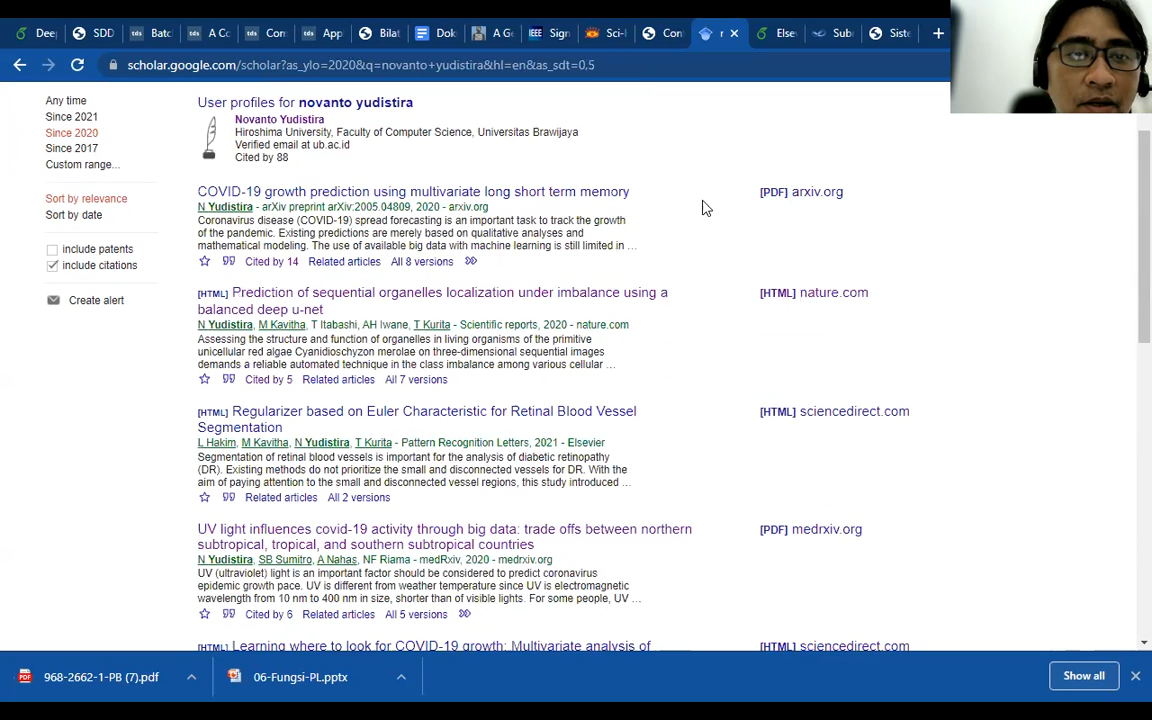 Deep
SDD
Batc
A Co
Con
App
Bilat
Dok
A Ge
IEEE
Sign
Sci-
Con
r
Else
Sub
Siste
scholar.google.com/scholar?as_ylo=2020&q=novanto+yudistira&hl=en&as_sdt=0,5
Any time
Since 2021
Since 2020
Since 2017
Custom range...
Sort by relevance
Sort by date
include patents
include citations
Create alert
User profiles for novanto yudistira
Novanto Yudistira
Hiroshima University, Faculty of Computer Science, Universitas Brawijaya
Verified email at ub.ac.id
Cited by 88
COVID-19 growth prediction using multivariate long short term memory
[PDF] arxiv.org
N Yudistira - arXiv preprint arXiv:2005.04809, 2020 - arxiv.org
Coronavirus disease (COVID-19) spread forecasting is an important task to track the growth
of the pandemic. Existing predictions are merely based on qualitative analyses and
mathematical modeling. The use of available big data with machine learning is still limited in ...
Cited by 14 Related articles All 8 versions
[HTML] Prediction of sequential organelles localization under imbalance using a
balanced deep u-net
[HTML] nature.com
N Yudistira, M Kavitha, T Itabashi, AH Iwane, T Kurita - Scientific reports, 2020 - nature.com
Assessing the structure and function of organelles in living organisms of the primitive
unicellular red algae Cyanidioschyzon merolae on three-dimensional sequential images
demands a reliable automated technique in the class imbalance among various cellular ...
Cited by 5 Related articles All 7 versions
[HTML] Regularizer based on Euler Characteristic for Retinal Blood Vessel
Segmentation
[HTML] sciencedirect.com
L Hakim, M Kavitha, N Yudistira, T Kurita - Pattern Recognition Letters, 2021 - Elsevier
Segmentation of retinal blood vessels is important for the analysis of diabetic retinopathy
(DR). Existing methods do not prioritize the small and disconnected vessels for DR. With the
aim of paying attention to the small and disconnected vessel regions, this study introduced ...
Related articles All 2 versions
UV light influences covid-19 activity through big data: trade offs between northern
subtropical, tropical, and southern subtropical countries
[PDF] medrxiv.org
N Yudistira, SB Sumitro, A Nahas, NF Riama - medRxiv, 2020 - medrxiv.org
UV (ultraviolet) light is an important factor should be considered to predict coronavirus
epidemic growth pace. UV is different from weather temperature since UV is electromagnetic
wavelength from 10 nm to 400 nm in size, shorter than of visible lights. For some people, UV ...
Cited by 6 Related articles All 5 versions
[HTML] Learning where to look for COVID-19 growth: Multivariate analysis of
[HTML] sciencedirect.com
968-2662-1-PB (7).pdf
06-Fungsi-PL.pptx
Show all